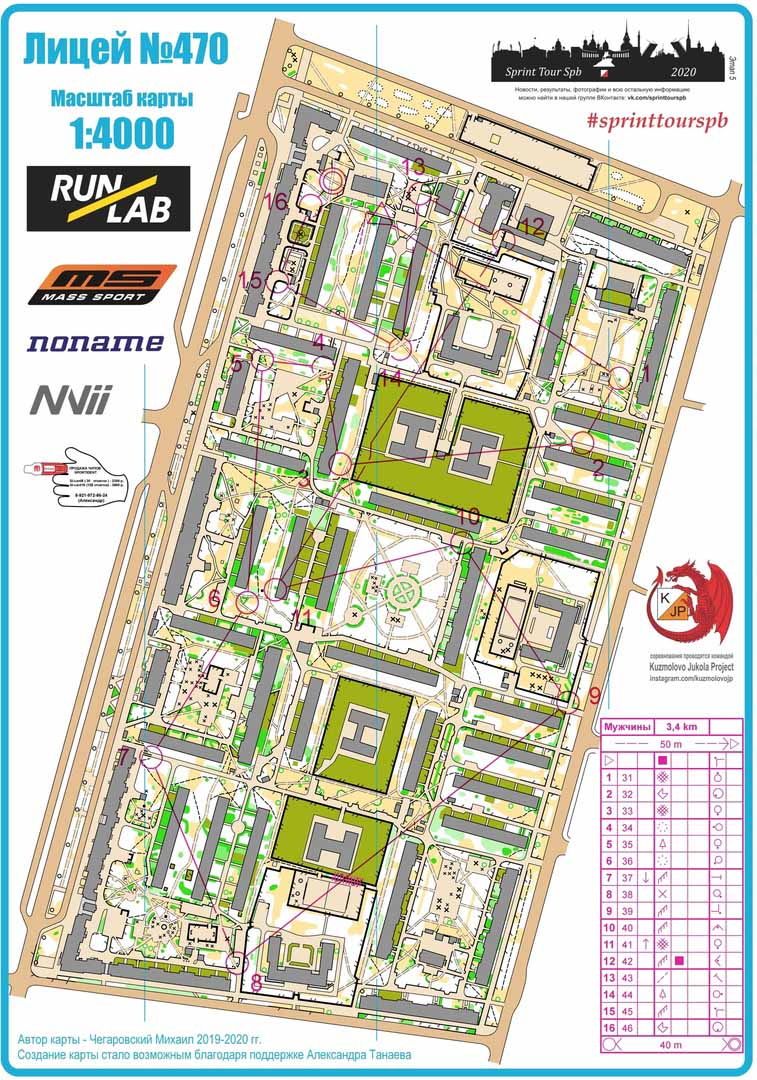 Лицей №470
Масштаб карты
1:4000
RUN
LAB
MS
MASS SPORT
noname
NVii
ПРОДАЖА ЧИПОВ
SPORTIDENT
8-921-972-86-24
(Александр)
Sprint Tour Spb
2020
Этап 5
Новости, результаты, фотографии и всю остальную информацию
можно найти в нашей группе ВКонтакте: vk.com/sprinttourspb
#sprinttourspb
13
16
12
15
5
4
14
1
3
2
10
6
11
9
7
8
K
JP
соревнования проводятся командой
Kuzmolovo Jukola Project
instagram.com/kuzmolovojp
Мужчины 3,4 km
50 m
1 31
2 32
3 33
4 34
5 35
6 36
7 37
8 38
9 39
10 40
11 41
12 42
13 43
14 44
15 45
16 46
40 m
Автор карты - Чегаровский Михаил 2019-2020 гг.
Создание карты стало возможным благодаря поддержке Александра Танаева